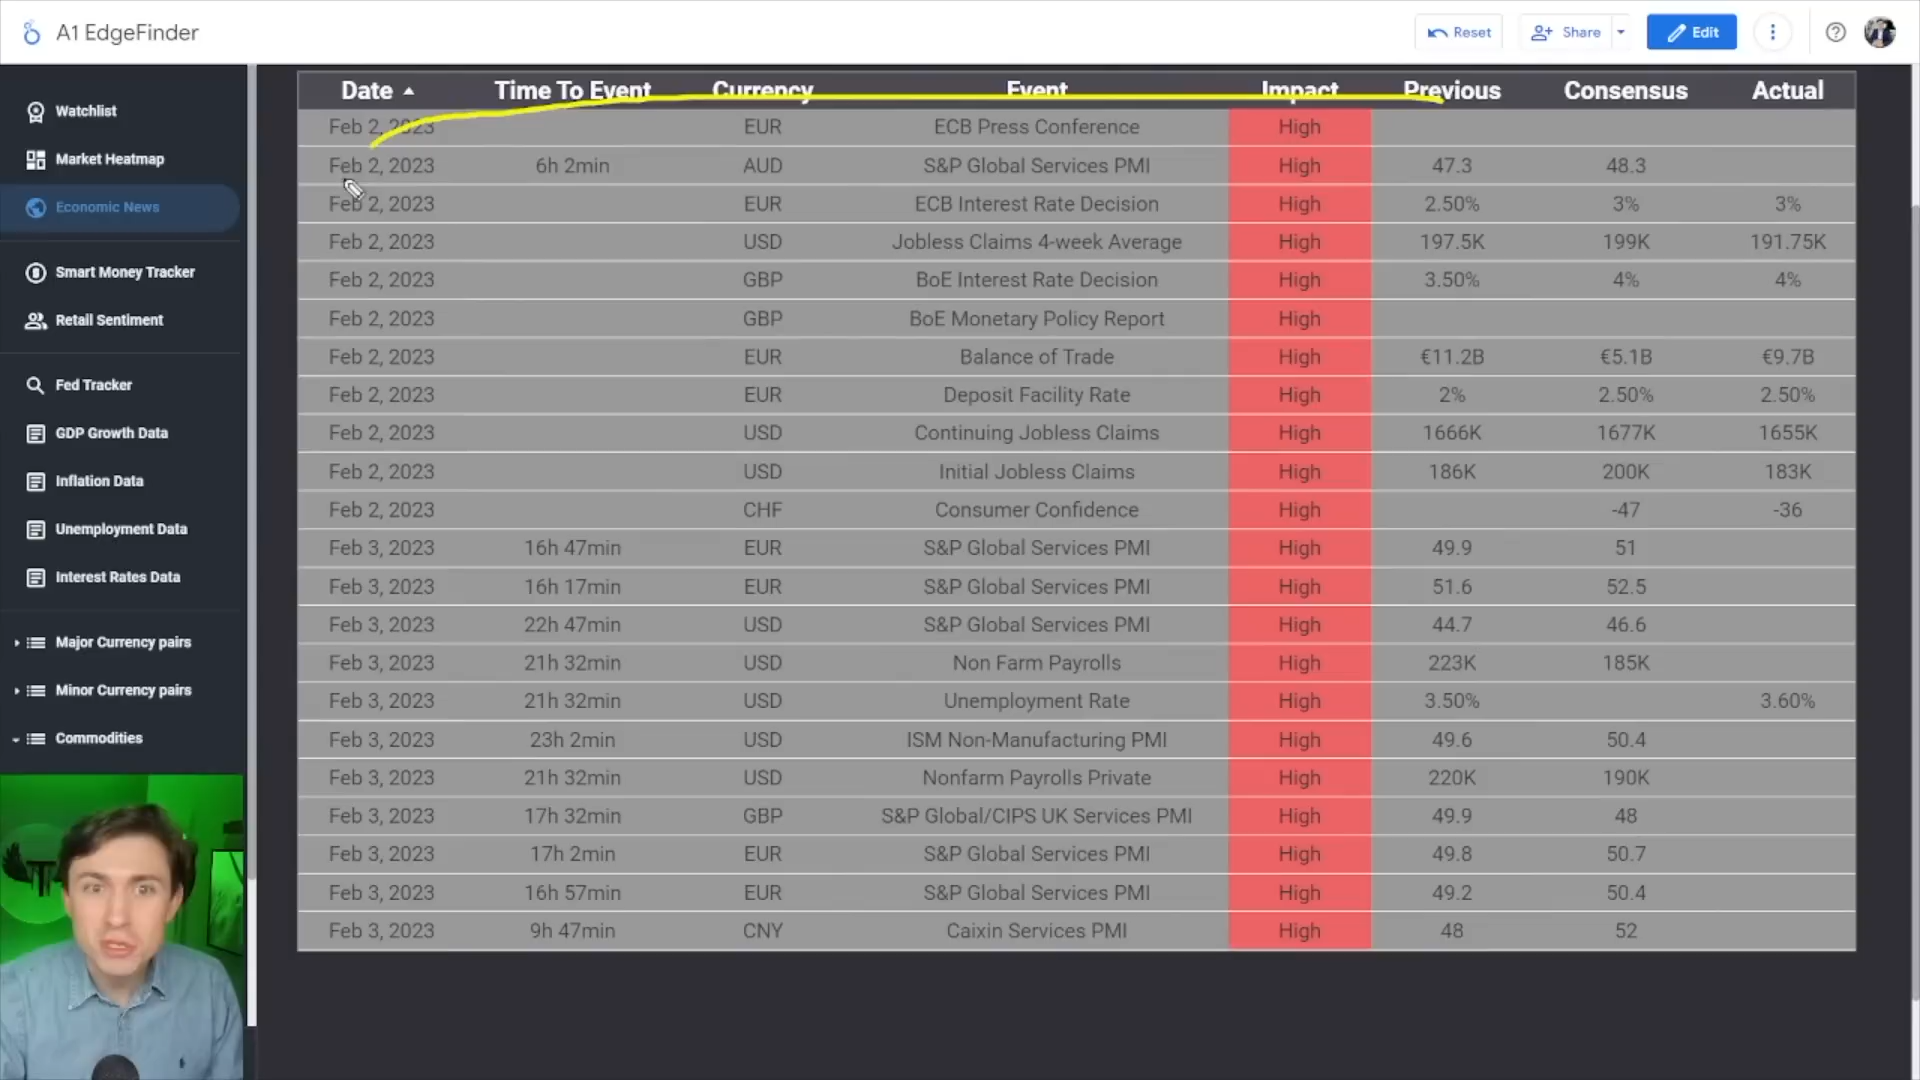 A1 EdgeFinder
Reset
Share
Edit
Watchlist
Market Heatmap
Economic News
Smart Money Tracker
Retail Sentiment
Fed Tracker
GDP Growth Data
Inflation Data
Unemployment Data
Interest Rates Data
Major Currency pairs
Minor Currency pairs
Commodities
Date Time To Event Currency Event Impact Previous Consensus Actual
Feb 2, 2023 EUR ECB Press Conference High
Feb 2, 2023 6h 2min AUD S&P Global Services PMI High 47.3 48.3
Feb 2, 2023 EUR ECB Interest Rate Decision High 2.50% 3% 3%
Feb 2, 2023 USD Jobless Claims 4-week Average High 197.5K 199K 191.75K
Feb 2, 2023 GBP BoE Interest Rate Decision High 3.50% 4% 4%
Feb 2, 2023 GBP BoE Monetary Policy Report High
Feb 2, 2023 EUR Balance of Trade High €11.2B €5.1B €9.7B
Feb 2, 2023 EUR Deposit Facility Rate High 2% 2.50% 2.50%
Feb 2, 2023 USD Continuing Jobless Claims High 1666K 1677K 1655K
Feb 2, 2023 USD Initial Jobless Claims High 186K 200K 183K
Feb 2, 2023 CHF Consumer Confidence High -47 -36
Feb 3, 2023 16h 47min EUR S&P Global Services PMI High 49.9 51
Feb 3, 2023 16h 17min EUR S&P Global Services PMI High 51.6 52.5
Feb 3, 2023 22h 47min USD S&P Global Services PMI High 44.7 46.6
Feb 3, 2023 21h 32min USD Non Farm Payrolls High 223K 185K
Feb 3, 2023 21h 32min USD Unemployment Rate High 3.50% 3.60%
Feb 3, 2023 23h 2min USD ISM Non-Manufacturing PMI High 49.6 50.4
Feb 3, 2023 21h 32min USD Nonfarm Payrolls Private High 220K 190K
Feb 3, 2023 17h 32min GBP S&P Global/CIPS UK Services PMI High 49.9 48
Feb 3, 2023 17h 2min EUR S&P Global Services PMI High 49.8 50.7
Feb 3, 2023 16h 57min EUR S&P Global Services PMI High 49.2 50.4
Feb 3, 2023 9h 47min CNY Caixin Services PMI High 48 52